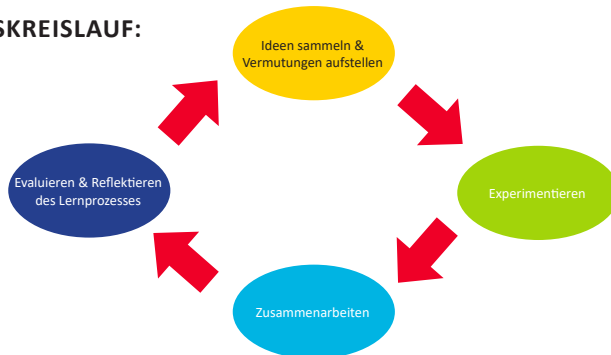 SKREISLAUF:
Ideen sammeln &
Vermutungen aufstellen
Experimentieren
Zusammenarbeiten
Evaluieren & Reflektieren
des Lernprozesses